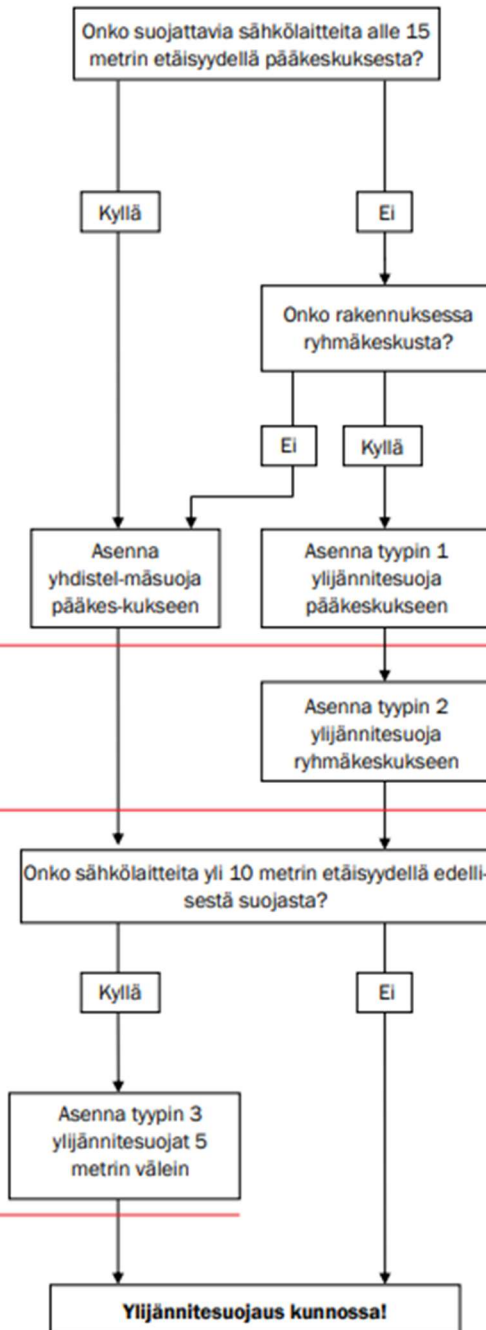 Onko suojattavia sähkölaitteita alle 15
metrin etäisyydellä pääkeskuksesta?
Kyllä
Ei
Onko rakennuksessa
ryhmäkeskusta?
Ei
Kyllä
Asenna
yhdistel-mäsuoja
pääkes-kukseen
Asenna tyypin 1
ylijännitesuoja
pääkeskukseen
Asenna tyypin 2
ylijännitesuoja
ryhmäkeskukseen
Onko sähkölaitteita yli 10 metrin etäisyydellä edelli-
sestä suojasta?
Kyllä
Ei
Asenna tyypin 3
ylijännitesuojat 5
metrin välein
Ylijännitesuojaus kunnossa!